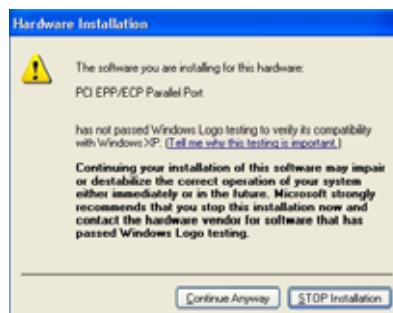 Hardware Installation
The software you are installing for this hardware:
PCI EPP/ECP Parallel Port
has not passed Windows Logo testing to verify its compatibility
with Windows XP. (Tell me why this testing is important.)
Continuing your installation of this software may impair
or destabilize the correct operation of your system
either immediately or in the future. Microsoft strongly
recommends that you stop this installation now and
contact the hardware vendor for software that has
passed Windows Logo testing.
Continue Anyway STOP Installation